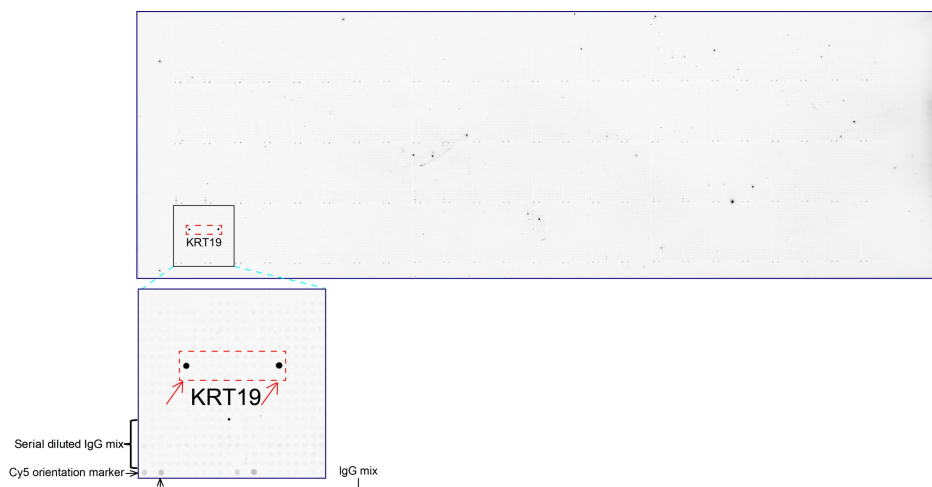 KRT19
KRT19
Serial diluted IgG mix
Cy5 orientation marker
IgG mix